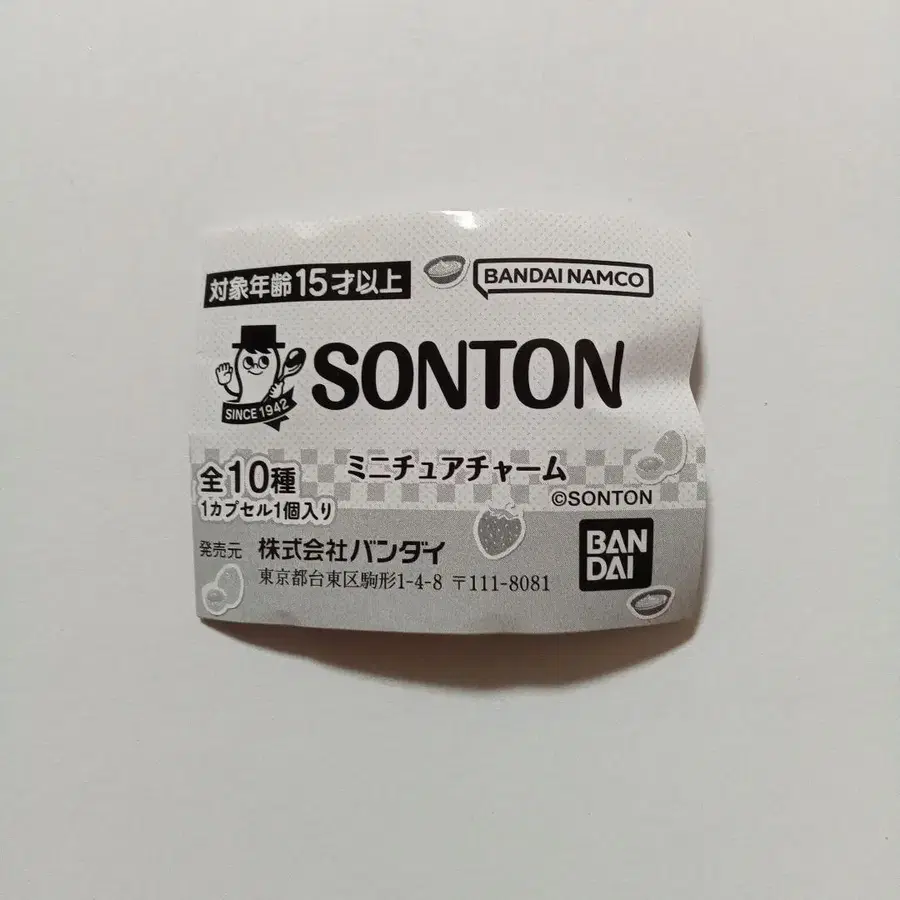 対象年齢15才以上
BANDAI NAMCO
SONTON
SINCE 1942
ミニチュアチャーム
全10種
1カプセル1個入り
©SONTON
発売元 株式会社バンダイ
東京都台東区駒形1-4-8 〒111-8081
BAN
DAI